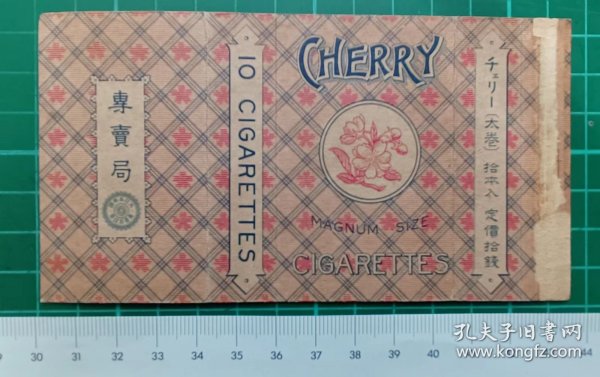 專賣局
10 CIGARETTES
CHERRY
MAGNUM SIZE
CIGARETTES
チェリー(太巻)拾本入 定價拾錢
30 31 32 33 34 35 36 37 38 39 40 44
孔夫子旧书网
www.kongfz.com